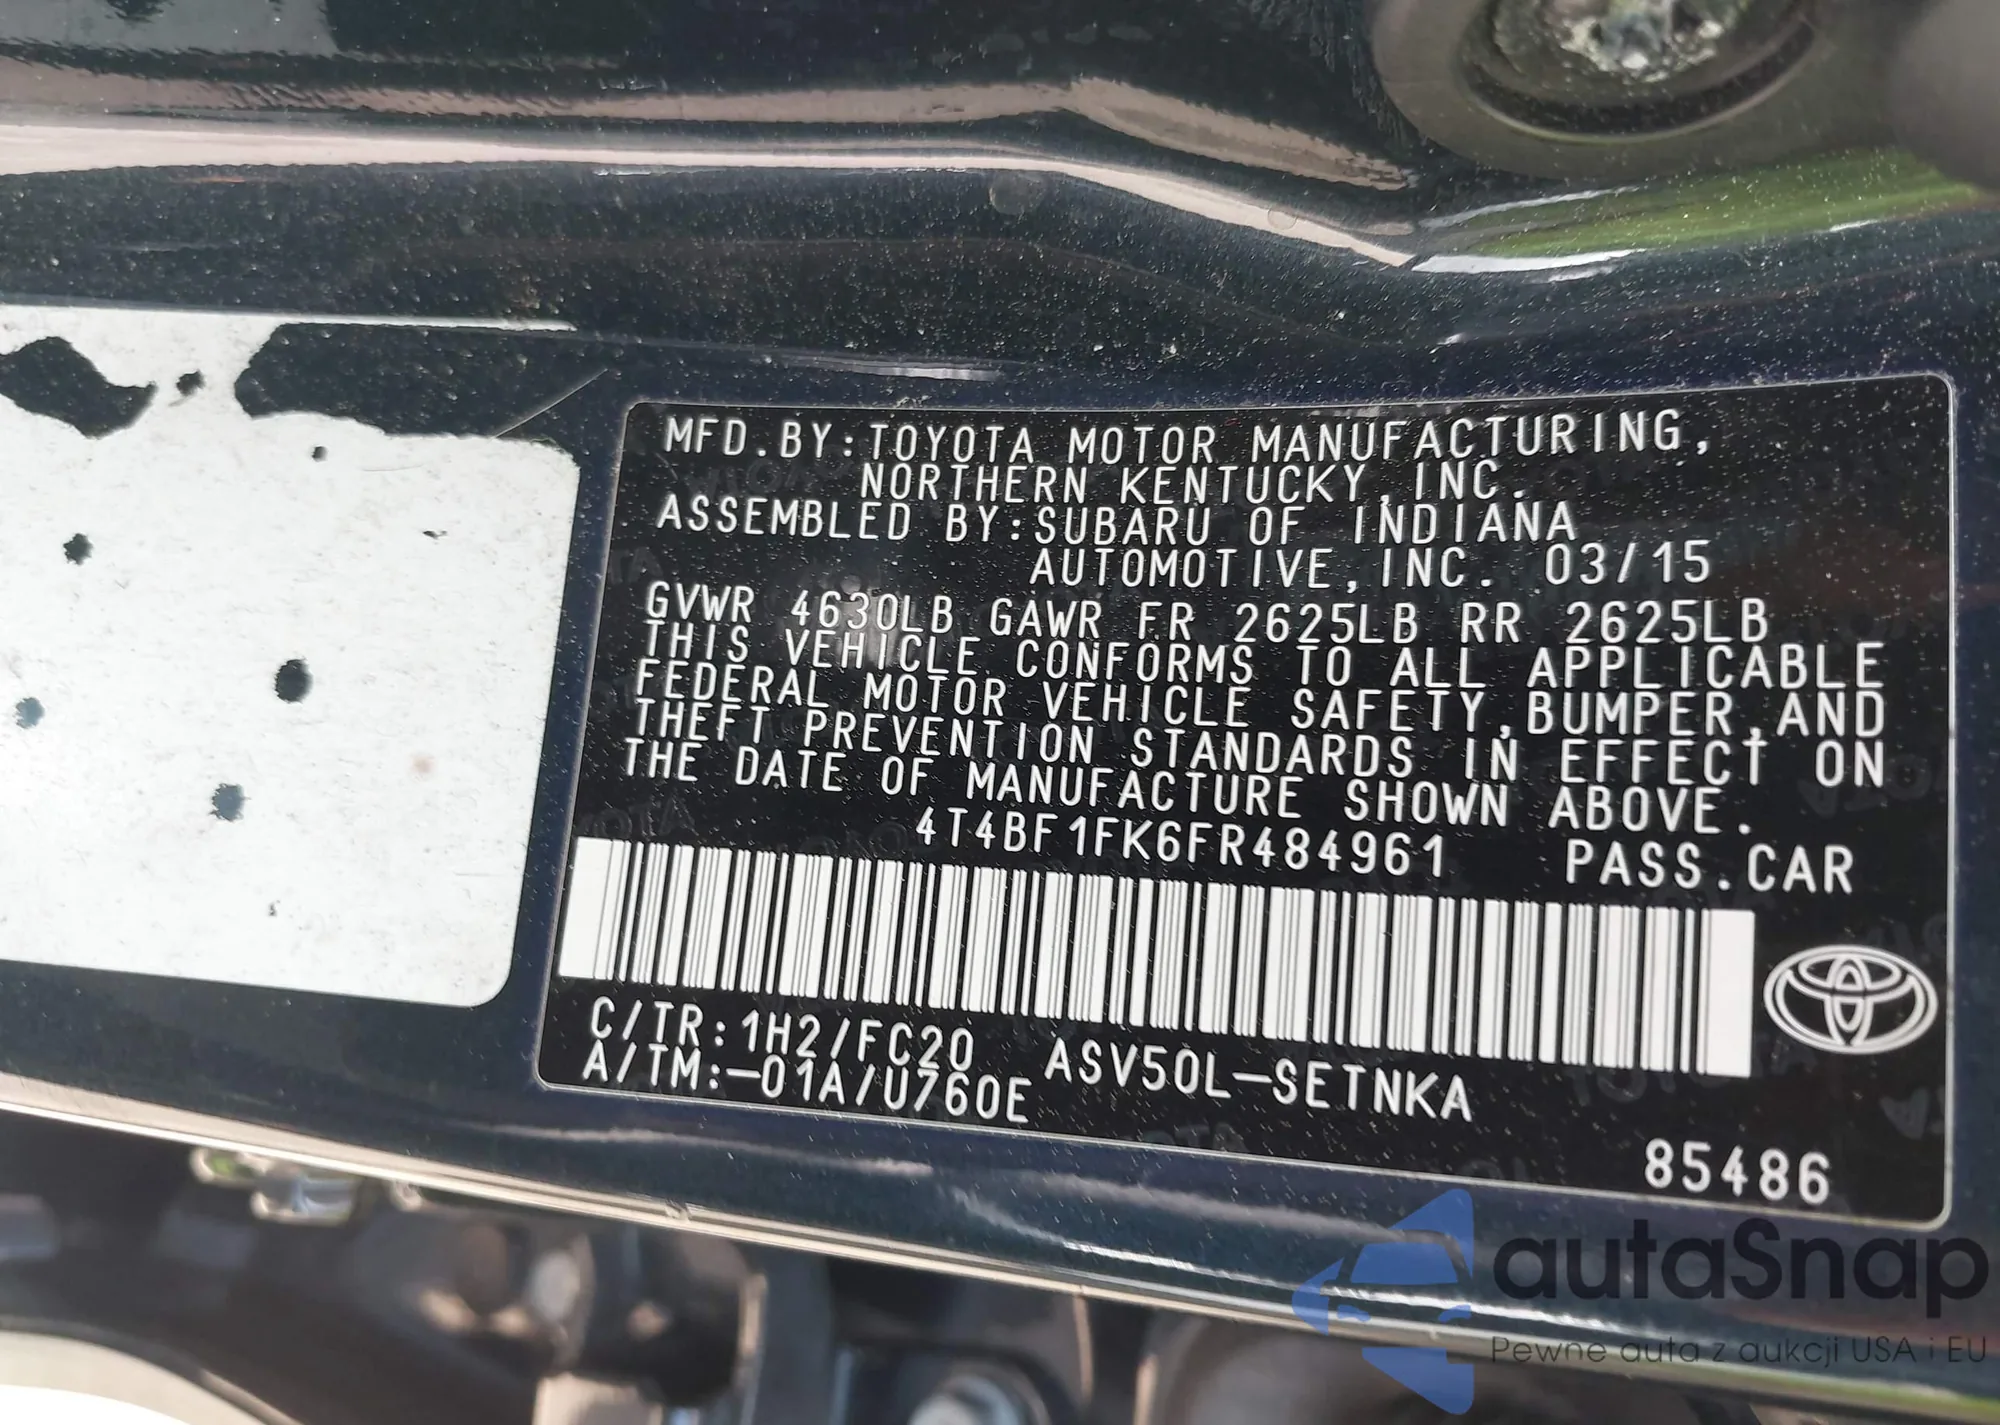 MFD.BY:TOYOTA MOTOR MANUFACTURING,
NORTHERN KENTUCKY,INC.
ASSEMBLED BY:SUBARU OF INDIANA
AUTOMOTIVE,INC. 03/15
GVWR 4630LB GAWR FR 2625LB RR 2625LB
THIS VEHICLE CONFORMS TO ALL APPLICABLE
FEDERAL MOTOR VEHICLE SAFETY,BUMPER,AND
THEFT PREVENTION STANDARDS IN EFFECT ON
THE DATE OF MANUFACTURE SHOWN ABOVE.
4T4BF1FK6FR484961 PASS.CAR
C/TR:1H2/FC20 ASV50L-SETNKA
A/TM:-01A/U760E
85486
autaSnap
Pewne auta z aukcji USA i EU